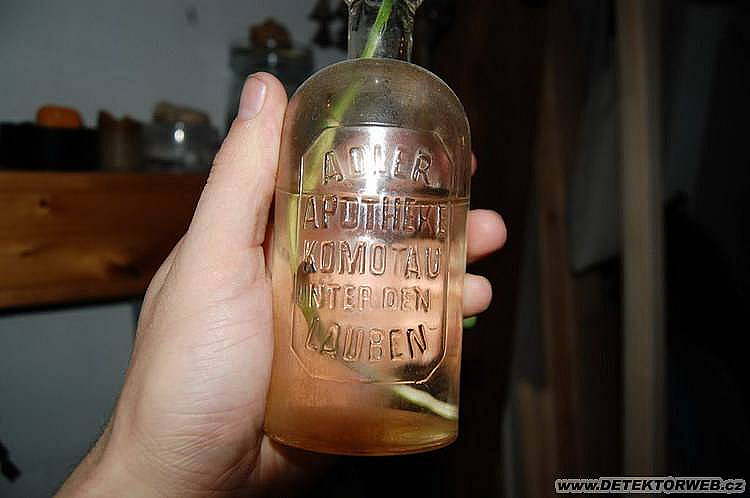 ADLER
APOTHEKE
KOMOTAU
UNTER DEN
LAUBEN
www.DETEKTORWEB.cz